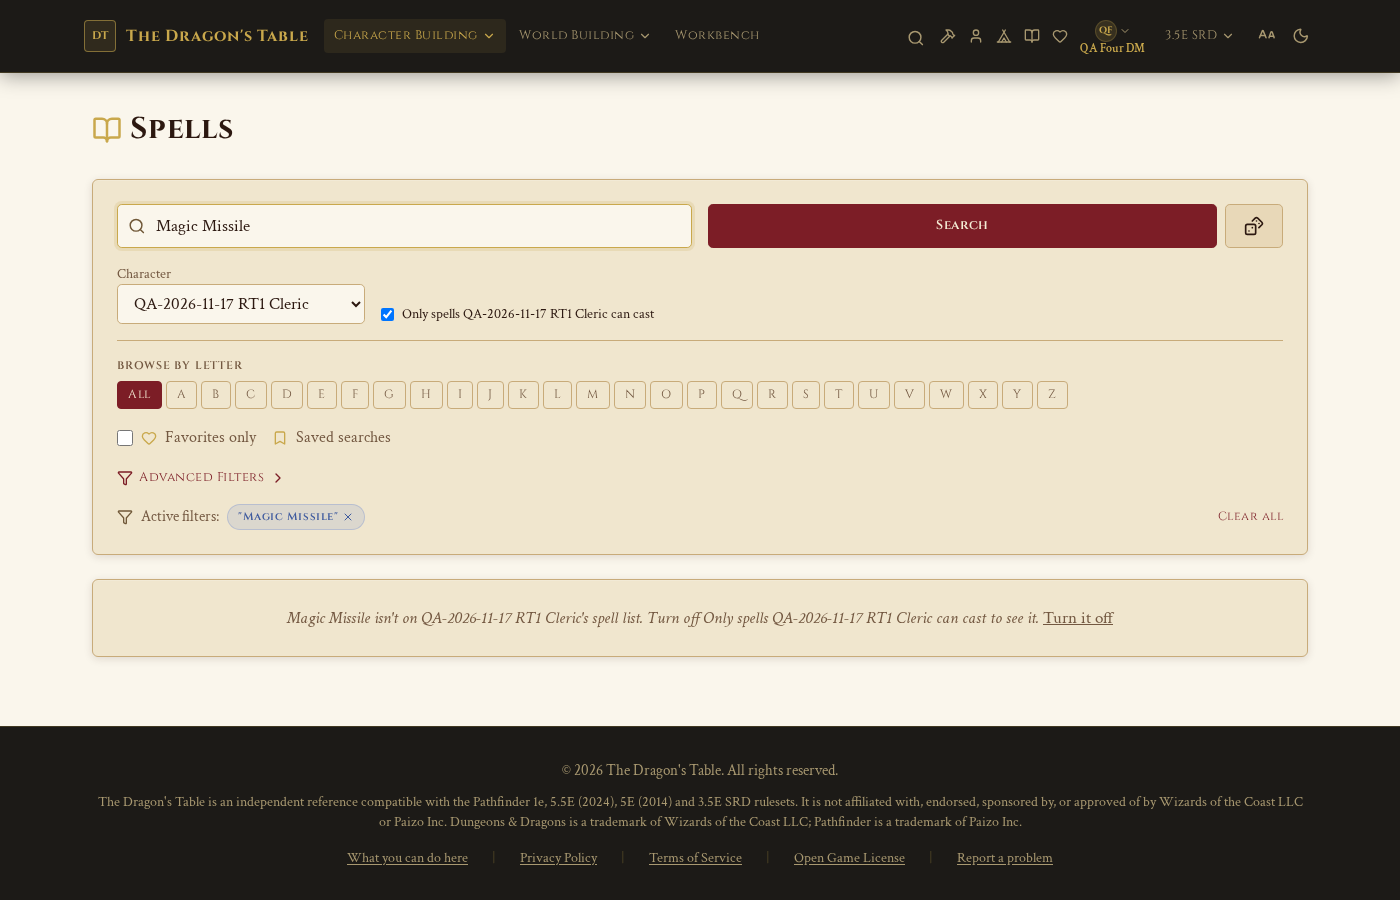 DT The Dragon's Table Character Building World Building Workbench QF QA Four DM 3.5E SRD AA
Spells
Magic Missile Search
Character
QA-2026-11-17 RT1 Cleric Only spells QA-2026-11-17 RT1 Cleric can cast
Browse by letter
All A B C D E F G H I J K L M N O P Q R S T U V W X Y Z
Favorites only Saved searches
Advanced Filters
Active filters: "Magic Missile" Clear all
Magic Missile isn't on QA-2026-11-17 RT1 Cleric's spell list. Turn off Only spells QA-2026-11-17 RT1 Cleric can cast to see it. Turn it off
© 2026 The Dragon's Table. All rights reserved.
The Dragon's Table is an independent reference compatible with the Pathfinder 1e, 5.5E (2024), 5E (2014) and 3.5E SRD rulesets. It is not affiliated with, endorsed, sponsored by, or approved of by Wizards of the Coast LLC
or Paizo Inc. Dungeons & Dragons is a trademark of Wizards of the Coast LLC; Pathfinder is a trademark of Paizo Inc.
What you can do here | Privacy Policy | Terms of Service | Open Game License | Report a problem